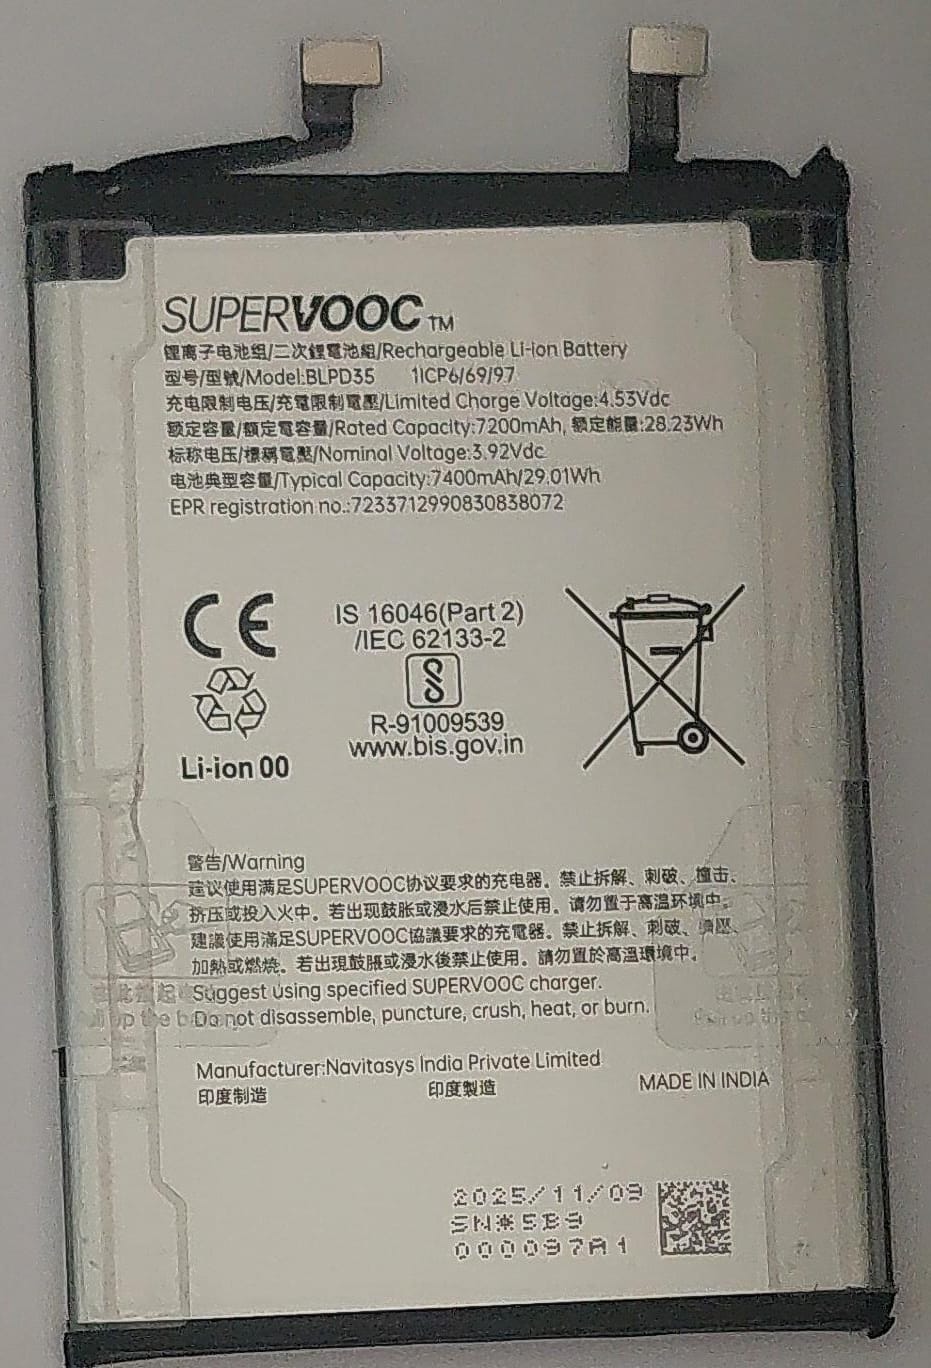 SUPERVOOC TM
鋰离子电池组/二次鋰電池組/Rechargeable Li-ion Battery
型号/型號/Model:BLPD35 1ICP6/69/97
充电限制电压/充電限制電壓/Limited Charge Voltage:4.53Vdc
额定容量/額定電容量/Rated Capacity:7200mAh, 額定能量:28.23Wh
标称电压/標稱電壓/Nominal Voltage:3.92Vdc
电池典型容量/Typical Capacity:7400mAh/29.01Wh
EPR registration no.:7233712990830838072
CE
IS 16046(Part 2)
/IEC 62133-2
R-91009539
www.bis.gov.in
Li-ion 00
警告/Warning
建议使用满足SUPERVOOC协议要求的充电器。禁止拆解、刺破、撞击、
挤压或投入火中。若出现鼓胀或浸水后禁止使用。请勿置于高温环境中。
建議使用滿足SUPERVOOC協議要求的充電器。禁止拆解、刺破、擠壓、
加熱或燃燒。若出現鼓脹或浸水後禁止使用。請勿置於高溫環境中。
Suggest using specified SUPERVOOC charger.
Do not disassemble, puncture, crush, heat, or burn.
Manufacturer:Navitasys India Private Limited
印度制造 印度製造 MADE IN INDIA
2025/11/09
SN*5B9
000097A1